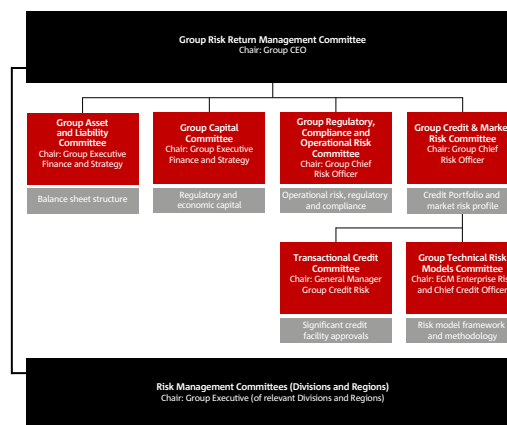 Group Risk Return Management Committee
Chair: Group CEO
Group Asset
and Liability
Committee
Chair: Group Executive
Finance and Strategy
Balance sheet structure
Group Capital
Committee
Chair: Group Executive
Finance and Strategy
Regulatory and
economic capital
Group Regulatory,
Compliance and
Operational Risk
Committee
Chair: Group Chief
Risk Officer
Operational risk, regulatory
and compliance
Group Credit & Marke
Risk Committee
Chair: Group Chief
Risk Officer
Credit Portfolio and
market risk profile
Transactional Credit
Committee
Chair: General Manager
Group Credit Risk
Significant credit
facility approvals
Group Technical Risk
Models Committee
Chair: EGM Enterprise Ris
and Chief Credit Officer
Risk model framework
and methodology
Risk Management Committees (Divisions and Regions)
Chair: Group Executive (of relevant Divisions and Regions)